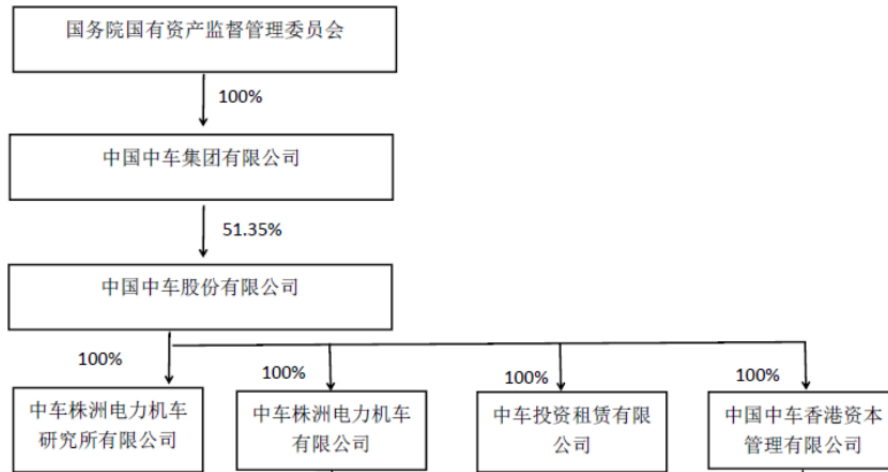 国务院国有资产监督管理委员会
100%
中国中车集团有限公司
51.35%
中国中车股份有限公司
100%
100%
100%
100%
中车株洲电力机车
研究所有限公司
中车株洲电力机车
有限公司
中车投资租赁有限
公司
中国中车香港资本
管理有限公司